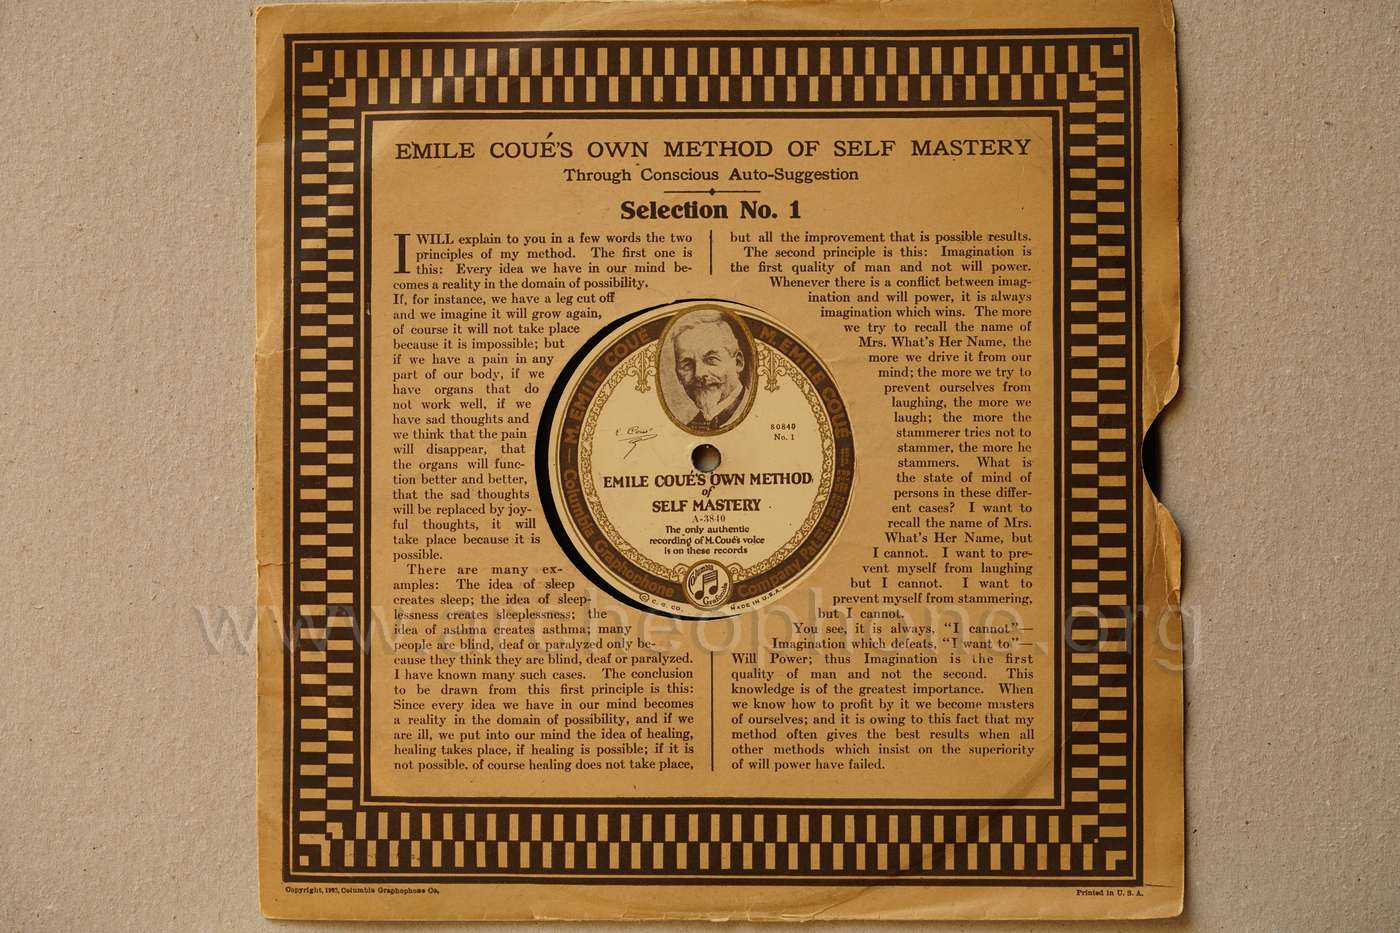 EMILE COUÉ'S OWN METHOD OF SELF MASTERY
Through Conscious Auto-Suggestion
Selection No. 1
I WILL explain to you in a few words the two
principles of my method. The first one is
this: Every idea we have in our mind be-
comes a reality in the domain of possibility.
If, for instance, we have a leg cut off
and we imagine it will grow again,
of course it will not take place
because it is impossible; but
if we have a pain in any
part of our body, if we
have organs that do
not work well, if we
have sad thoughts and
we think that the pain
will disappear, that
the organs will func-
tion better and better,
that the sad thoughts
will be replaced by joy-
ful thoughts, it will
take place because it is
possible.
There are many ex-
amples: The idea of sleep
creates sleep; the idea of sleep-
lessness creates sleeplessness; the
idea of asthma creates asthma; many
people are blind, deaf or paralyzed only be-
cause they think they are blind, deaf or paralyzed.
I have known many such cases. The conclusion
to be drawn from this first principle is this:
Since every idea we have in our mind becomes
a reality in the domain of possibility, and if we
are ill, we put into our mind the idea of healing,
healing takes place, if healing is possible; if it is
not possible, of course healing does not take place,
but all the improvement that is possible results.
The second principle is this: Imagination is
the first quality of man and not will power.
Whenever there is a conflict between imag-
ination and will power, it is always
imagination which wins. The more
we try to recall the name of
Mrs. What's Her Name, the
more we drive it from our
mind; the more we try to
prevent ourselves from
laughing, the more we
laugh; the more the
stammerer tries not to
stammer, the more he
stammers. What is
the state of mind of
persons in these differ-
ent cases? I want to
recall the name of Mrs.
What's Her Name, but
I cannot. I want to pre-
vent myself from laughing
but I cannot. I want to
prevent myself from stammering,
but I cannot.
You see, it is always, "I cannot"—
Imagination which defeats, "I want to"—
Will Power; thus Imagination is the first
quality of man and not the second. This
knowledge is of the greatest importance. When
we know how to profit by it we become masters
of ourselves; and it is owing to this fact that my
method often gives the best results when all
other methods which insist on the superiority
of will power have failed.
M. EMILE COUÉ
M. EMILE COUÉ
E. Coué
80840
No. 1
EMILE COUÉ'S OWN METHOD
of
SELF MASTERY
A-3840
The only authentic
recording of M. Coué's voice
is on these records
Columbia Graphophone Company
Columbia
Grafonola
© C. G. CO.
MADE IN U.S.A.
www.archeophone.org
Copyright, 1923, Columbia Graphophone Co.
Printed in U. S. A.